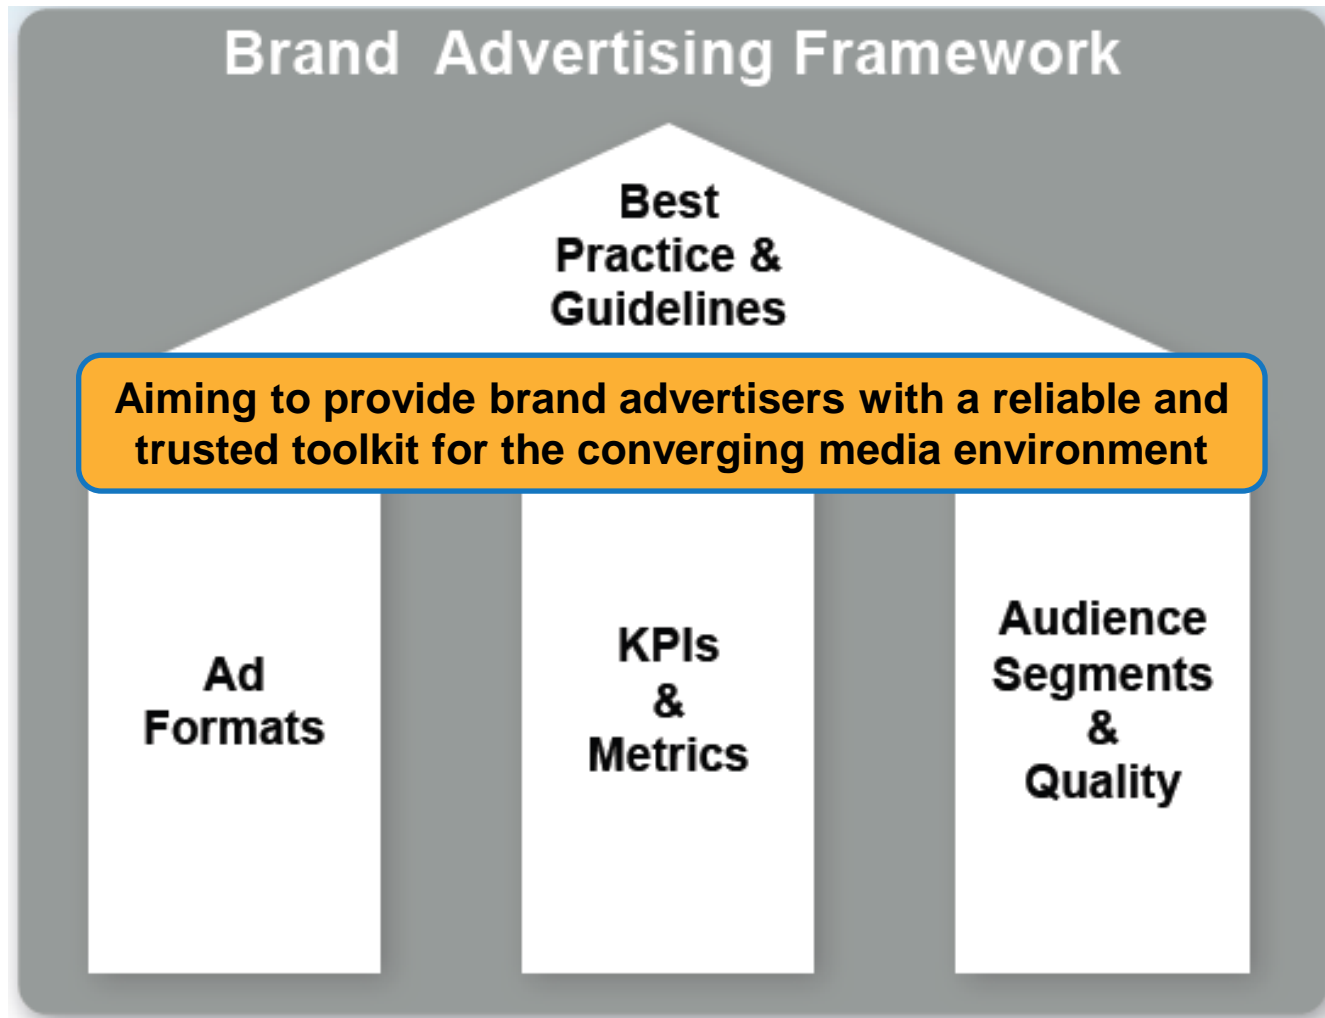 Brand Advertising Framework
Best
Practice &
Guidelines
Aiming to provide brand advertisers with a reliable and
trusted toolkit for the converging media environment
Ad
Formats
KPIs
&
Metrics
Audience
Segments
&
Quality